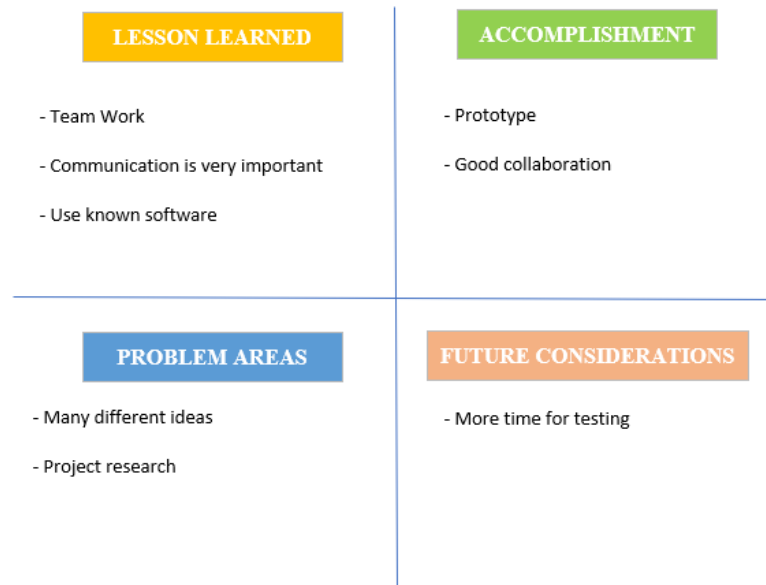 LESSON LEARNED
- Team Work
- Communication is very important
- Use known software
ACCOMPLISHMENT
- Prototype
- Good collaboration
PROBLEM AREAS
- Many different ideas
- Project research
FUTURE CONSIDERATIONS
- More time for testing